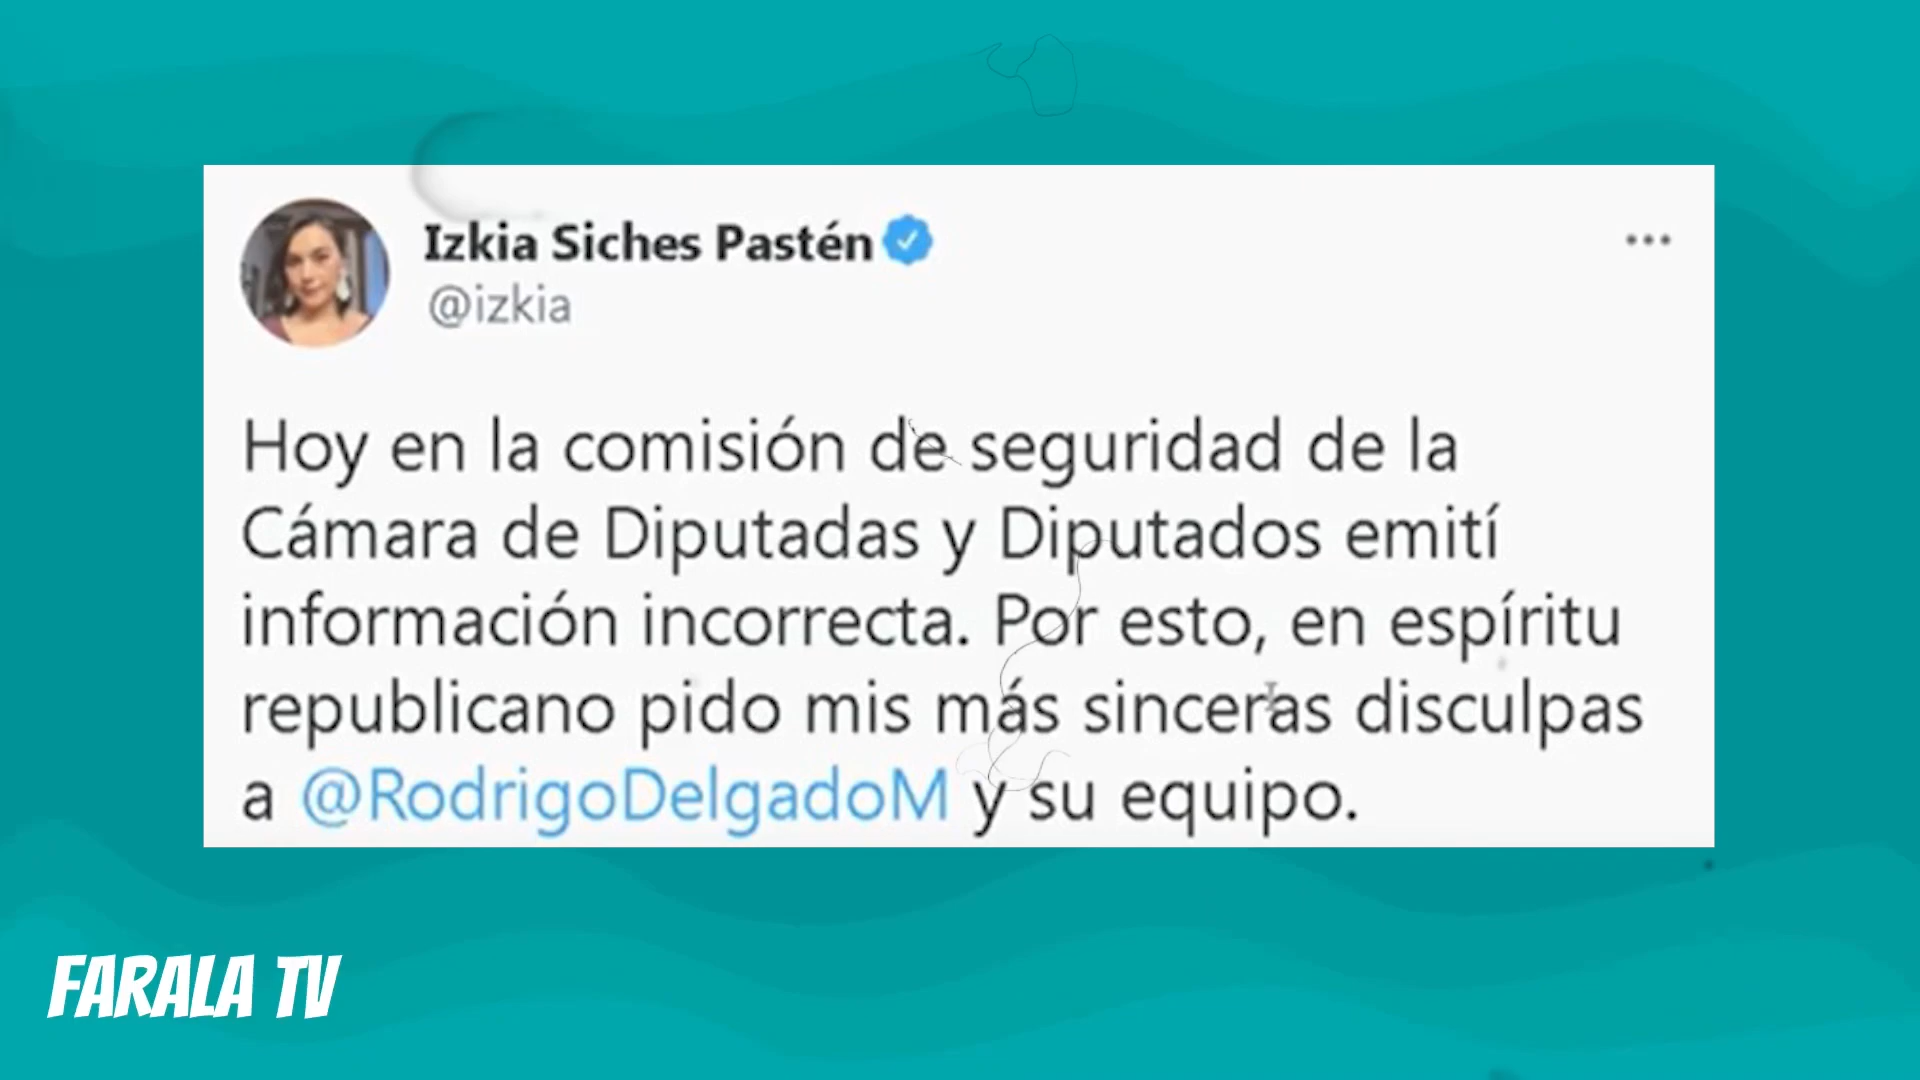 Izkia Siches Pastén
@izkia
Hoy en la comisión de seguridad de la
Cámara de Diputadas y Diputados emití
información incorrecta. Por esto, en espíritu
republicano pido mis más sinceras disculpas
a @RodrigoDelgadoM y su equipo.
FARALA TV